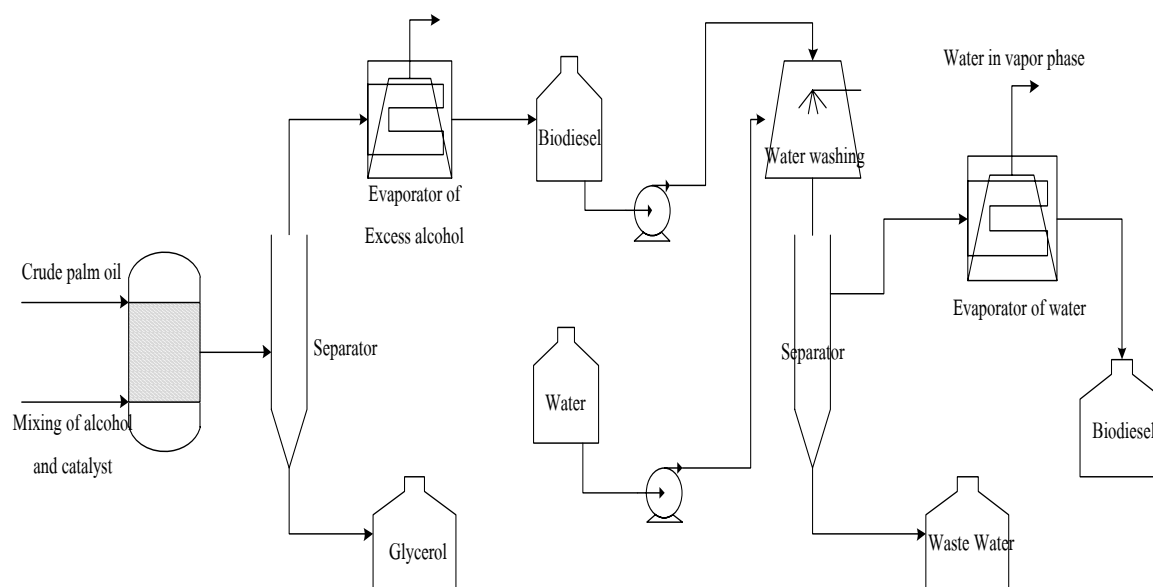 Water in vapor phase
Biodiesel
Water washing
Evaporator of
Excess alcohol
Crude palm oil
Evaporator of water
Separator
Separator
Water
Mixing of alcohol
and catalyst
Biodiesel
Glycerol
Waste Water